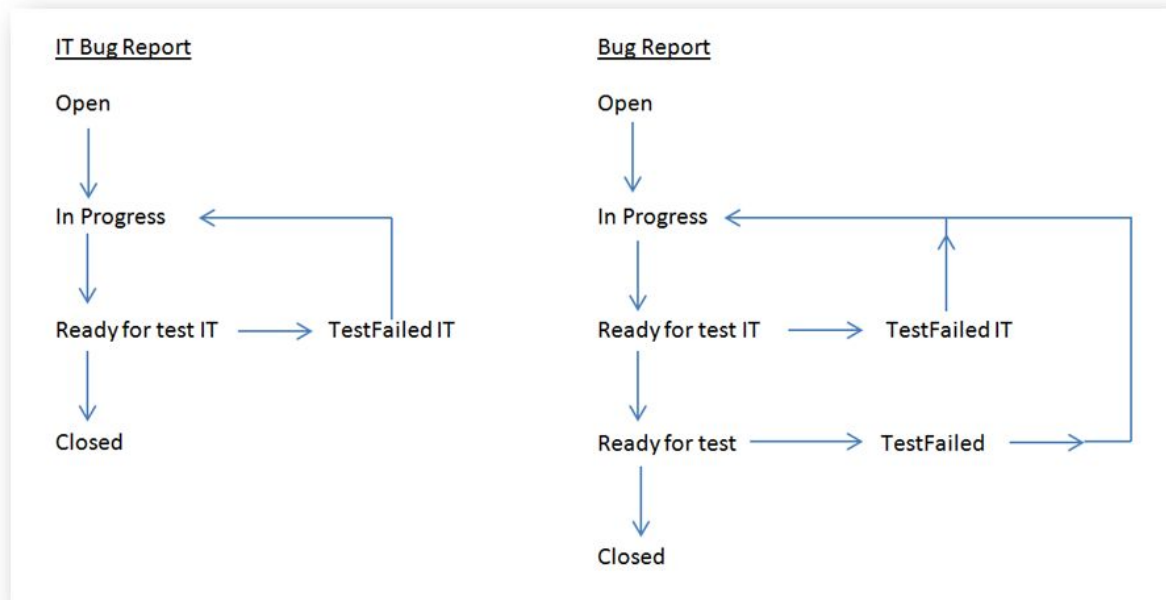 IT Bug Report
Open
In Progress
Ready for test IT
TestFailed IT
Closed
Bug Report
Open
In Progress
Ready for test IT
TestFailed IT
Ready for test
TestFailed
Closed